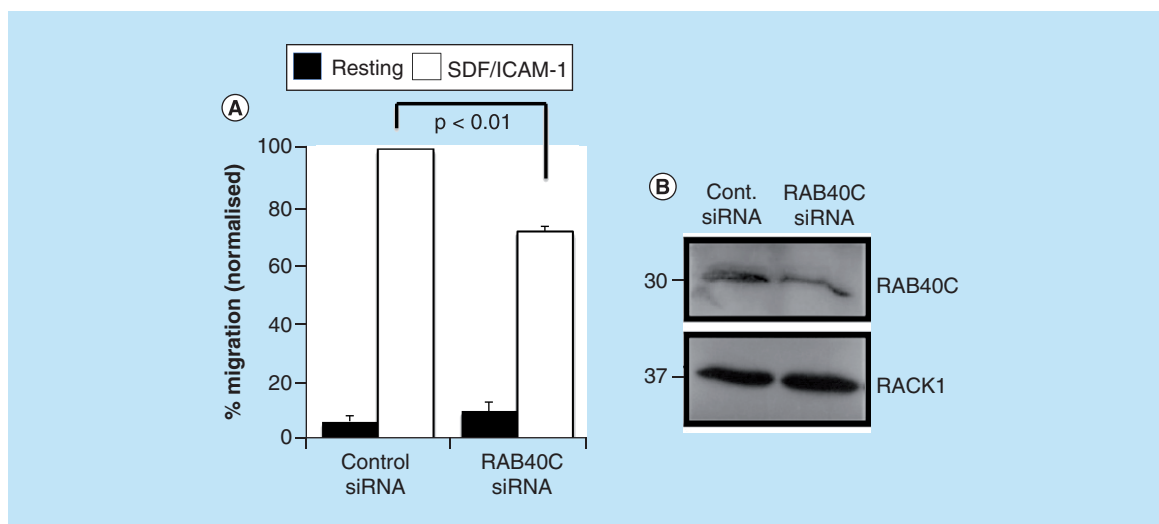 Resting SDF/ICAM-1
A
p < 0.01
% migration (normalised)
100
80
60
40
20
0
Control
siRNA
RAB40C
siRNA
B
Cont.
siRNA
RAB40C
siRNA
30
RAB40C
37
RACK1